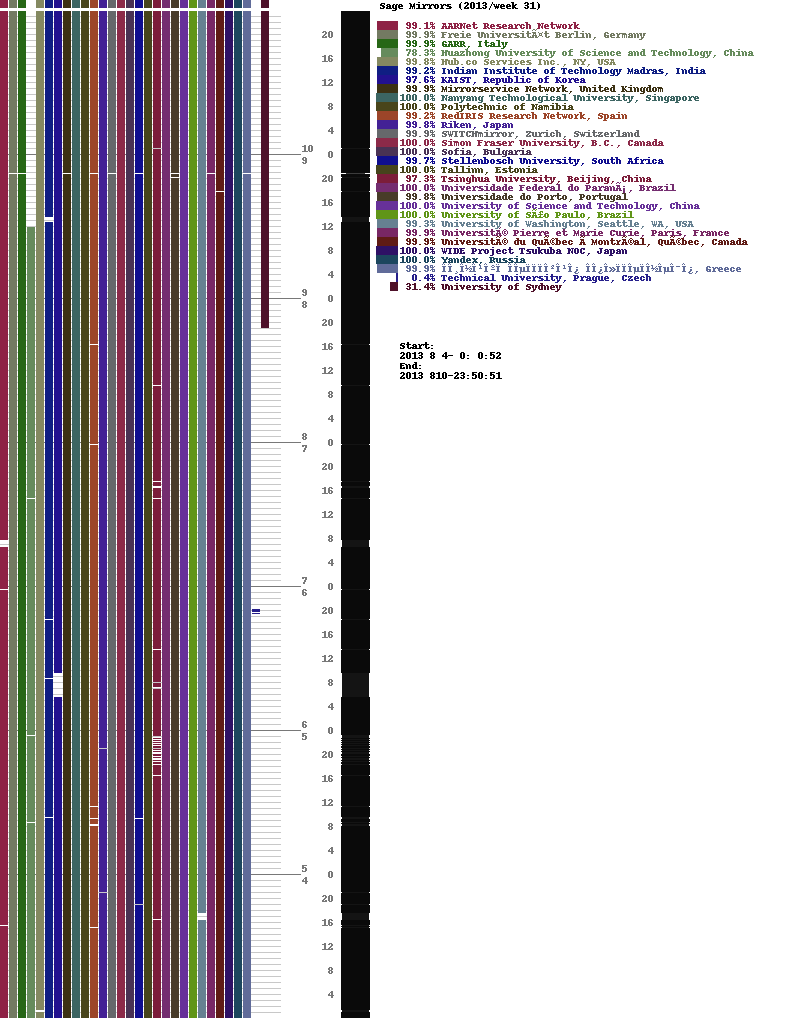 Sage Mirrors (2013/week 31)
99.1% AARNet Research Network
99.9% Freie UniversitÃ¤t Berlin, Germany
99.9% GARR, Italy
78.3% Huazhong University of Science and Technology, China
99.8% Hub.co Services Inc., NY, USA
99.2% Indian Institute of Technology Madras, India
97.6% KAIST, Republic of Korea
99.9% Mirrorservice Network, United Kingdom
100.0% Nanyang Technological University, Singapore
100.0% Polytechnic of Namibia
99.2% RedIRIS Research Network, Spain
99.8% Riken, Japan
99.9% SWITCHmirror, Zurich, Switzerland
100.0% Simon Fraser University, B.C., Canada
100.0% Sofia, Bulgaria
99.7% Stellenbosch University, South Africa
100.0% Tallinn, Estonia
97.3% Tsinghua University, Beijing, China
100.0% Universidade Federal do ParanÃ¡, Brazil
99.8% Universidade do Porto, Portugal
100.0% University of Science and Technology, China
100.0% University of SÃ£o Paulo, Brazil
99.3% University of Washington, Seattle, WA, USA
99.9% UniversitÃ© Pierre et Marie Curie, Paris, France
99.9% UniversitÃ© du QuÃ©bec Ã MontrÃ©al, QuÃ©bec, Canada
100.0% WIDE Project Tsukuba NOC, Japan
100.0% Yandex, Russia
99.9% Greece
0.4% Technical University, Prague, Czech
31.4% University of Sydney
Start:
2013 8 4- 0: 0:52
End:
2013 810-23:50:51
20
16
12
8
4
10
0
9
20
16
12
8
4
9
0
8
20
16
12
8
4
8
0
7
20
16
12
8
4
7
0
6
20
16
12
8
4
6
0
5
20
16
12
8
4
5
0
4
20
16
12
8
4